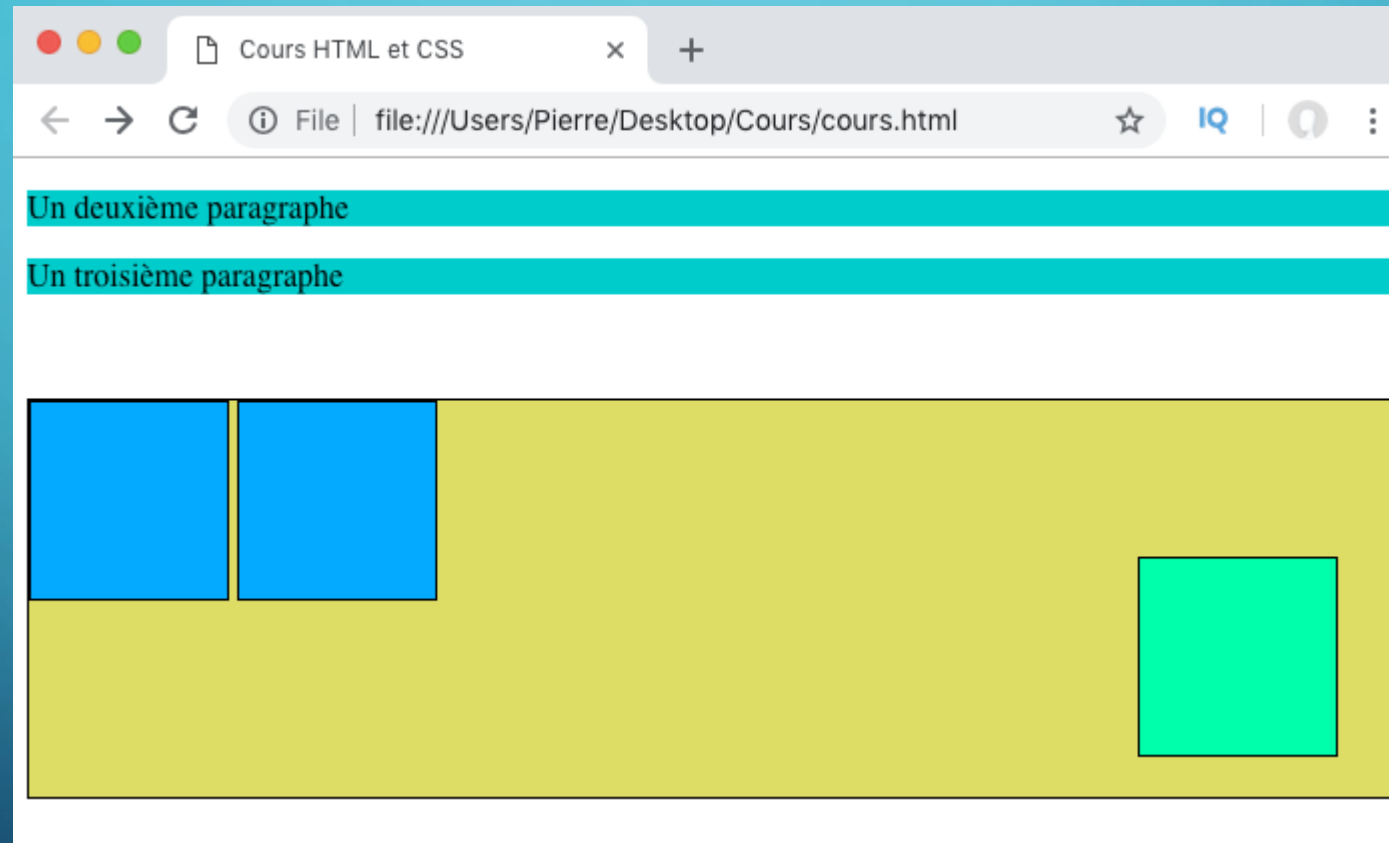 Cours HTML et CSS
File file:///Users/Pierre/Desktop/Cours/cours.html
IQ
Un deuxième paragraphe
Un troisième paragraphe